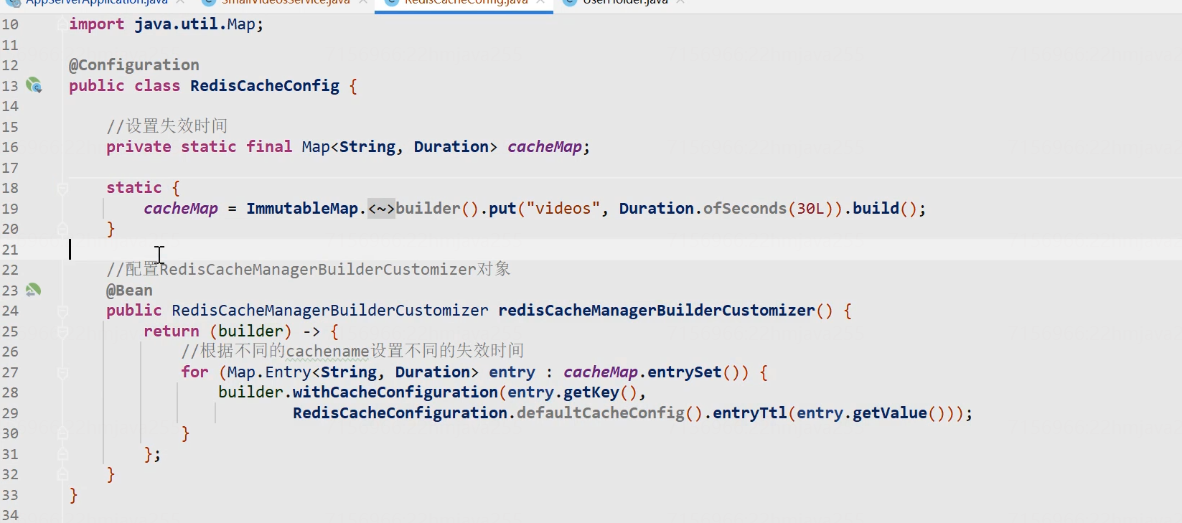 AppServerApplication.java SmallVideosService.java RedisCacheConfig.java UserHolder.java
10 import java.util.Map;
11
12 @Configuration
13 public class RedisCacheConfig {
14
15 //设置失效时间
16 private static final Map<String, Duration> cacheMap;
17
18 static {
19 cacheMap = ImmutableMap.<~>builder().put("videos", Duration.ofSeconds(30L)).build();
20 }
21
22 //配置RedisCacheManagerBuilderCustomizer对象
23 @Bean
24 public RedisCacheManagerBuilderCustomizer redisCacheManagerBuilderCustomizer() {
25 return (builder) -> {
26 //根据不同的cachename设置不同的失效时间
27 for (Map.Entry<String, Duration> entry : cacheMap.entrySet()) {
28 builder.withCacheConfiguration(entry.getKey(),
29 RedisCacheConfiguration.defaultCacheConfig().entryTtl(entry.getValue()));
30 }
31 };
32 }
33 }
34